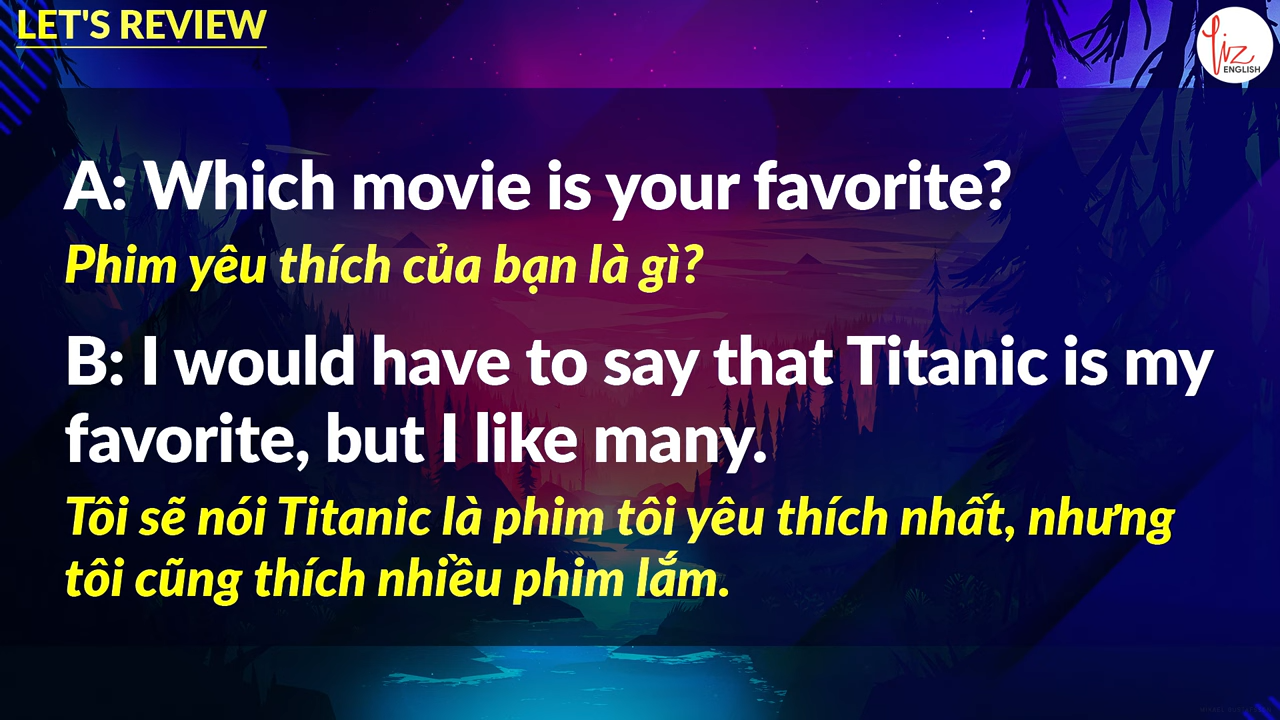 LET'S REVIEW
Liz
ENGLISH
A: Which movie is your favorite?
Phim yêu thích của bạn là gì?
B: I would have to say that Titanic is my
favorite, but I like many.
Tôi sẽ nói Titanic là phim tôi yêu thích nhất, nhưng
tôi cũng thích nhiều phim lắm.